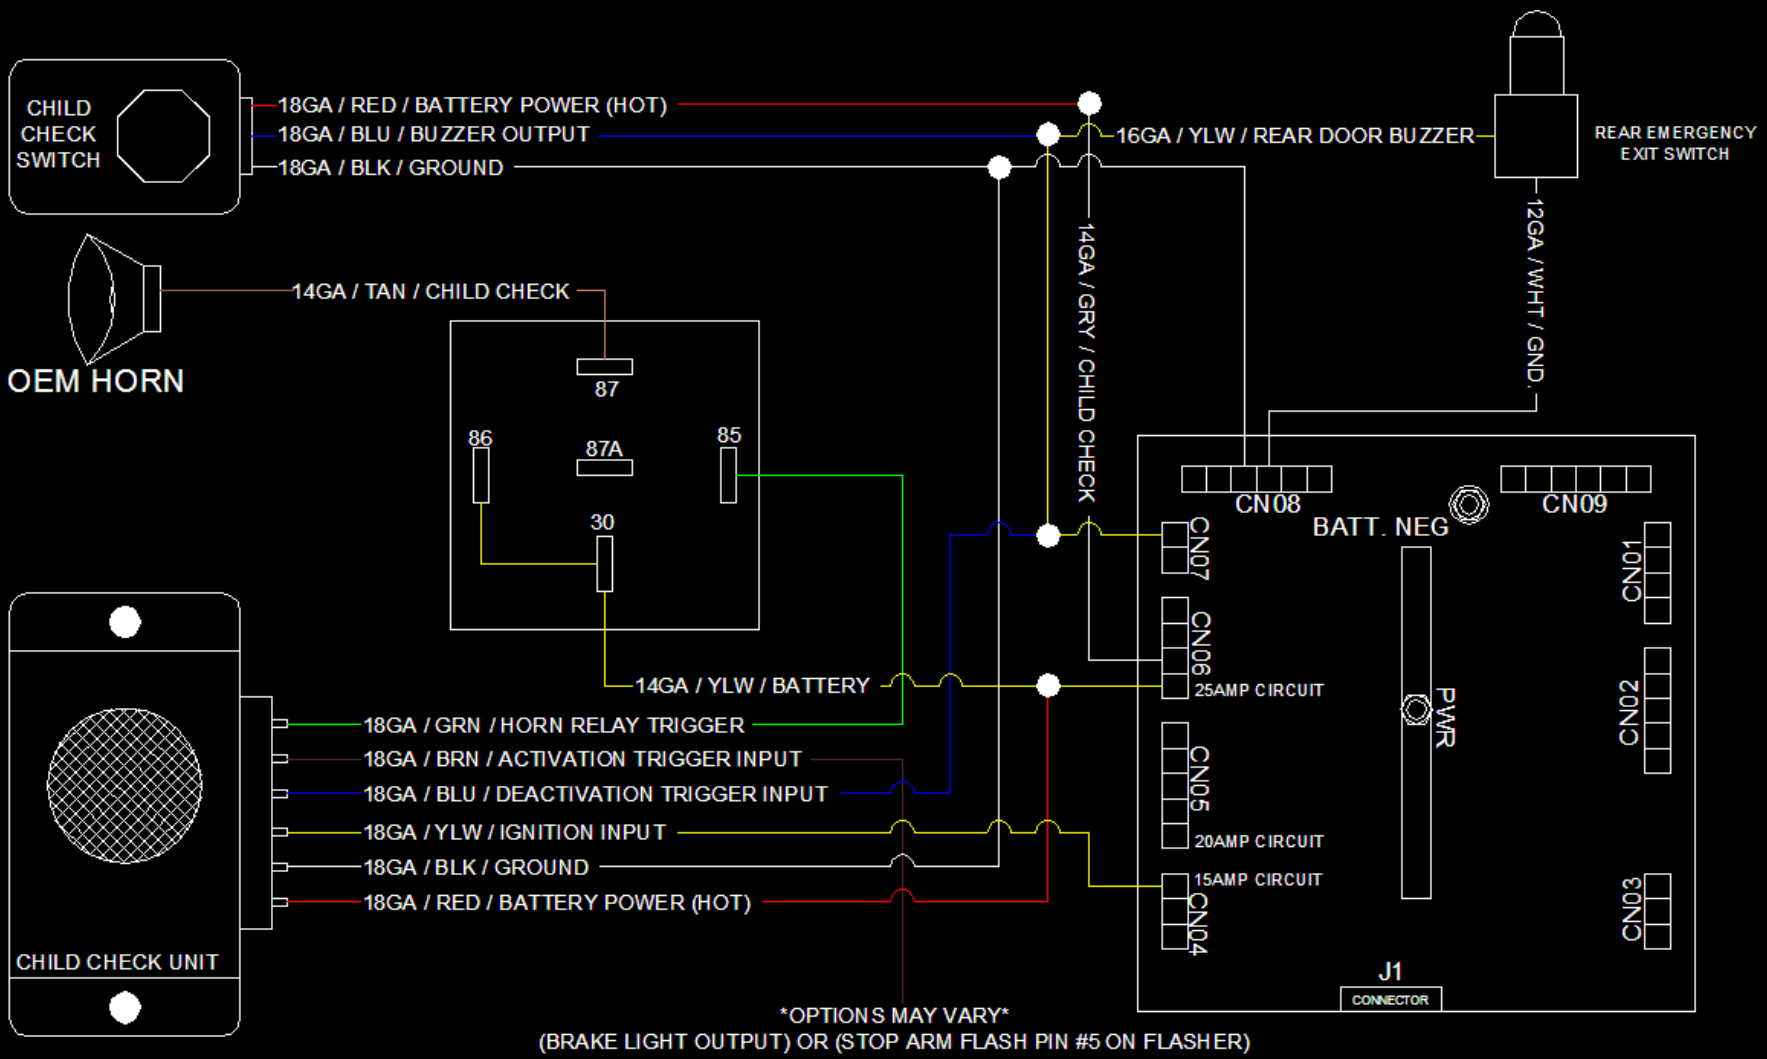 CHILD
CHECK
SWITCH
18GA / RED / BATTERY POWER (HOT)
18GA / BLU / BUZZER OUTPUT
18GA / BLK / GROUND
16GA / YLW / REAR DOOR BUZZER
REAR EMERGENCY
EXIT SWITCH
12GA / WHT / GND.
14GA / GRY / CHILD CHECK
OEM HORN
14GA / TAN / CHILD CHECK
87
86
87A
85
30
14GA / YLW / BATTERY
CN08
CN09
BATT. NEG
CN07
CN01
CN06
25AMP CIRCUIT
CN02
PWR
CN05
20AMP CIRCUIT
15AMP CIRCUIT
CN04
CN03
J1
CONNECTOR
18GA / GRN / HORN RELAY TRIGGER
18GA / BRN / ACTIVATION TRIGGER INPUT
18GA / BLU / DEACTIVATION TRIGGER INPUT
18GA / YLW / IGNITION INPUT
18GA / BLK / GROUND
18GA / RED / BATTERY POWER (HOT)
CHILD CHECK UNIT
*OPTIONS MAY VARY*
(BRAKE LIGHT OUTPUT) OR (STOP ARM FLASH PIN #5 ON FLASHER)